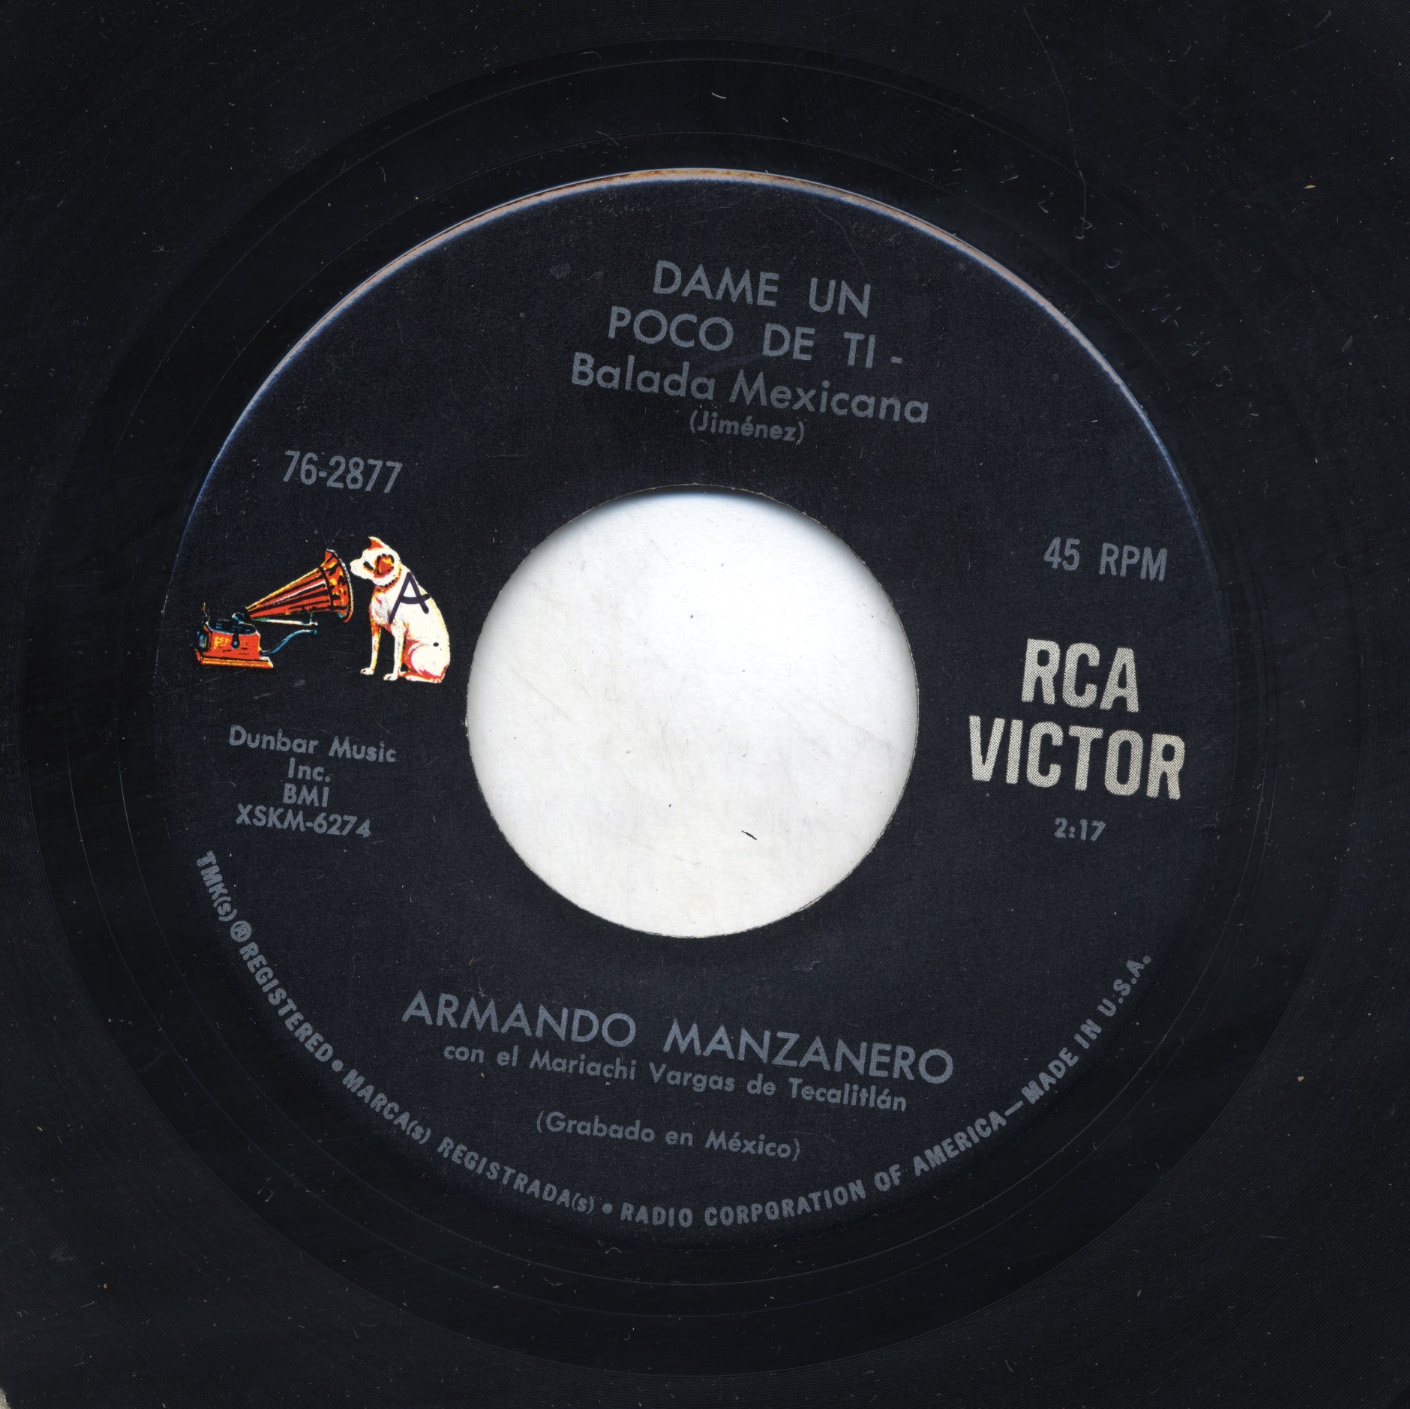 DAME UN
POCO DE TI -
Balada Mexicana
(Jiménez)
76-2877
45 RPM
A
RCA
VICTOR
Dunbar Music
Inc.
BMI
XSKM-6274
2:17
ARMANDO MANZANERO
con el Mariachi Vargas de Tecalitlán
(Grabado en México)
TMK(s) ® REGISTERED • MARCA(s) REGISTRADA(s) • RADIO CORPORATION OF AMERICA—MADE IN U.S.A.